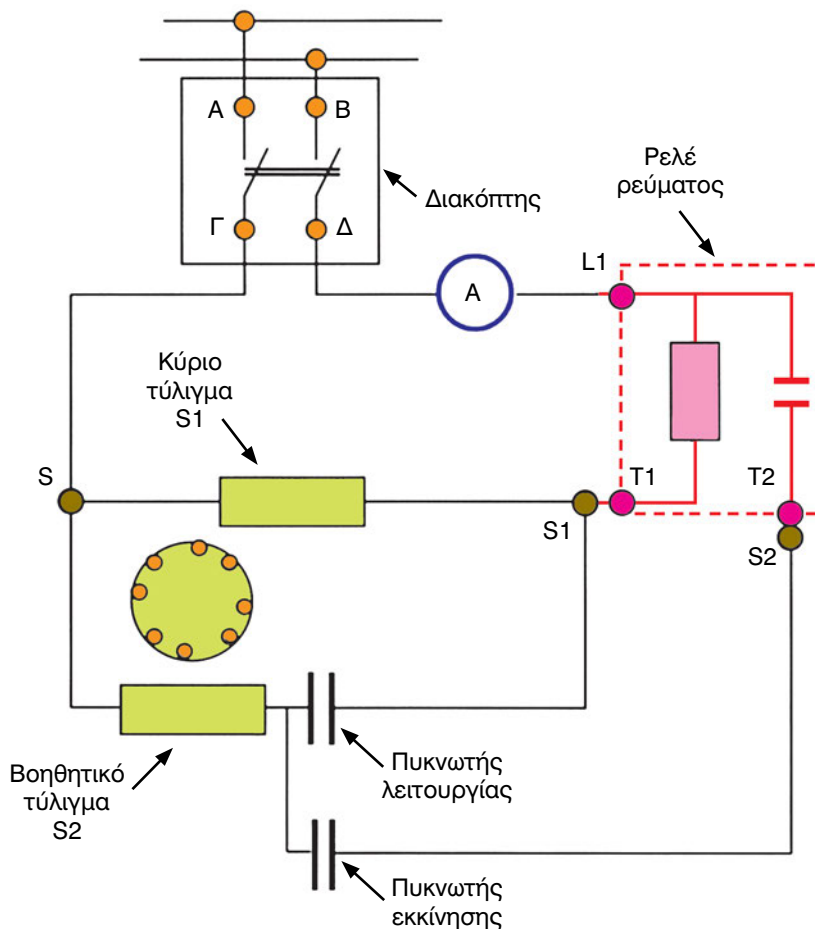 Α
Β
Διακόπτης
Γ
Δ
Ρελέ
ρεύματος
L1
A
Κύριο
τύλιγμα
S1
S
T1
T2
S1
S2
Βοηθητικό
τύλιγμα
S2
Πυκνωτής
λειτουργίας
Πυκνωτής
εκκίνησης